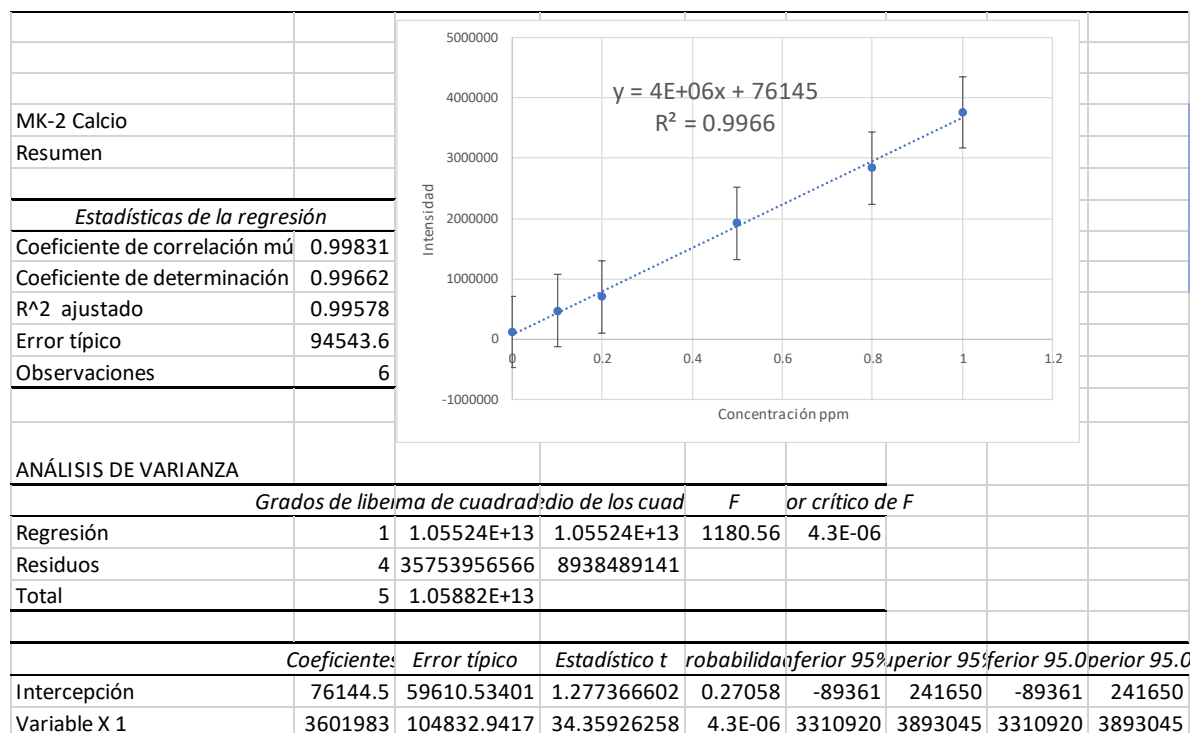 5000000
4000000
3000000
2000000
1000000
0
-1000000
0 0.2 0.4 0.6 0.8 1 1.2
Intensidad
Concentración ppm
y = 4E+06x + 76145
R² = 0.9966
MK-2 Calcio
Resumen
Estadísticas de la regresión
Coeficiente de correlación mú 0.99831
Coeficiente de determinación 0.99662
R^2 ajustado 0.99578
Error típico 94543.6
Observaciones 6
ANÁLISIS DE VARIANZA
Grados de liber ma de cuadrad edio de los cuad F or crítico de F
Regresión 1 1.05524E+13 1.05524E+13 1180.56 4.3E-06
Residuos 4 35753956566 8938489141
Total 5 1.05882E+13
Coeficientes Error típico Estadístico t robabilida nferior 95% uperior 95% ferior 95.0 perior 95.0
Intercepción 76144.5 59610.53401 1.277366602 0.27058 -89361 241650 -89361 241650
Variable X 1 3601983 104832.9417 34.35926258 4.3E-06 3310920 3893045 3310920 3893045